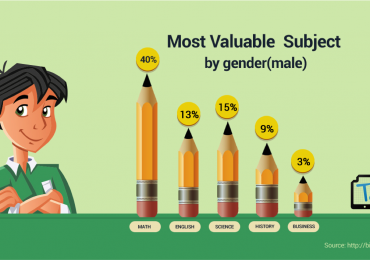 Most Valuable Subject
by gender(male)
40%
13%
15%
9%
3%
MATH
ENGLISH
SCIENCE
HISTORY
BUSINESS
Source: http://b